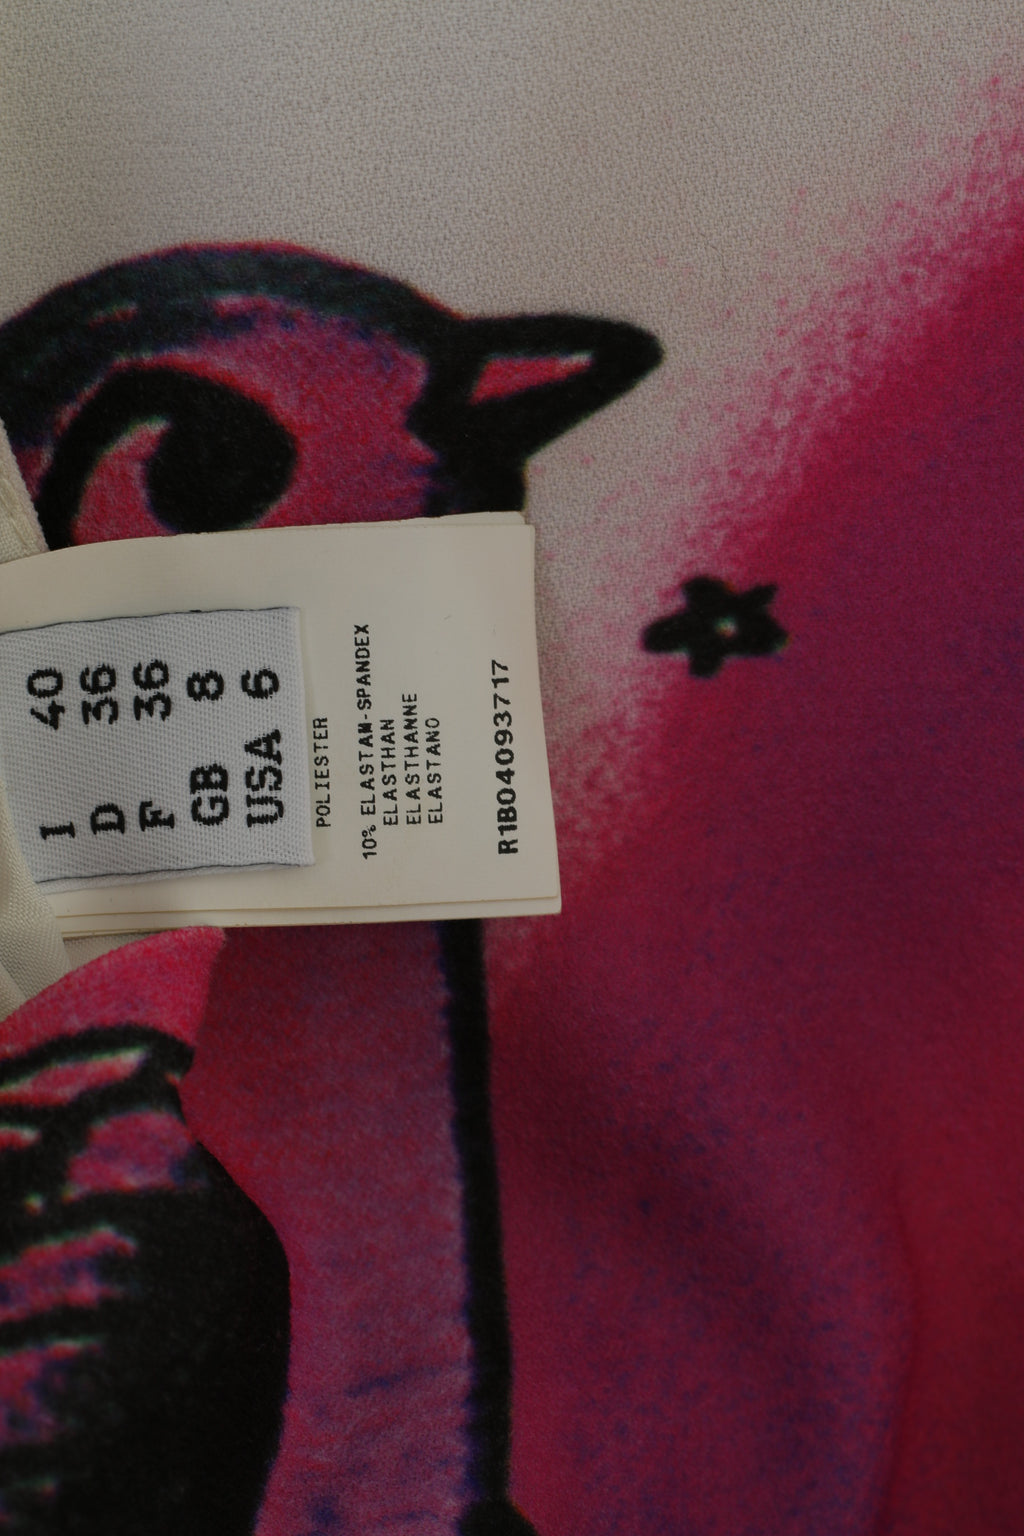 I 40
D 36
F 36
GB 8
USA 6
POLIESTER
10% ELASTAN-SPANDEX
ELASTHAN
ELASTHANNE
ELASTANO
R1B04093717